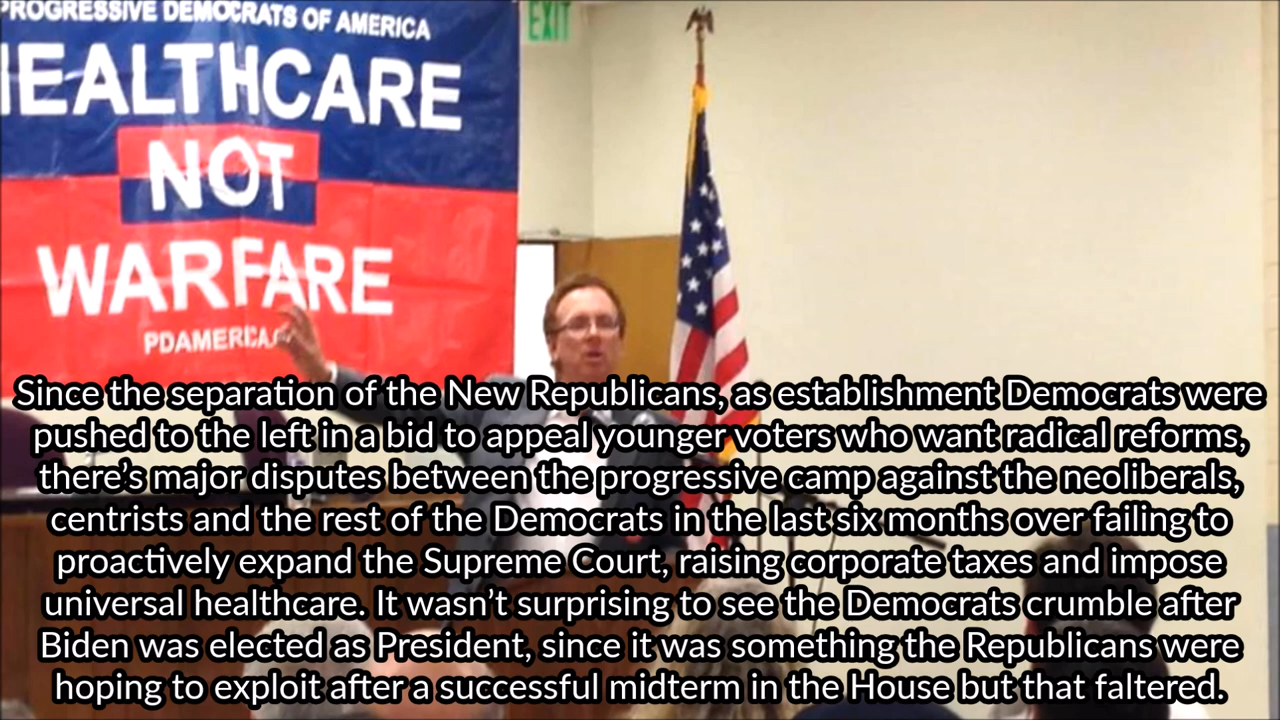 PROGRESSIVE DEMOCRATS OF AMERICA
EXIT
HEALTHCARE
NOT
WARFARE
PDAMERICA
Since the separation of the New Republicans, as establishment Democrats were
pushed to the left in a bid to appeal younger voters who want radical reforms,
there's major disputes between the progressive camp against the neoliberals,
centrists and the rest of the Democrats in the last six months over failing to
proactively expand the Supreme Court, raising corporate taxes and impose
universal healthcare. It wasn't surprising to see the Democrats crumble after
Biden was elected as President, since it was something the Republicans were
hoping to exploit after a successful midterm in the House but that faltered.